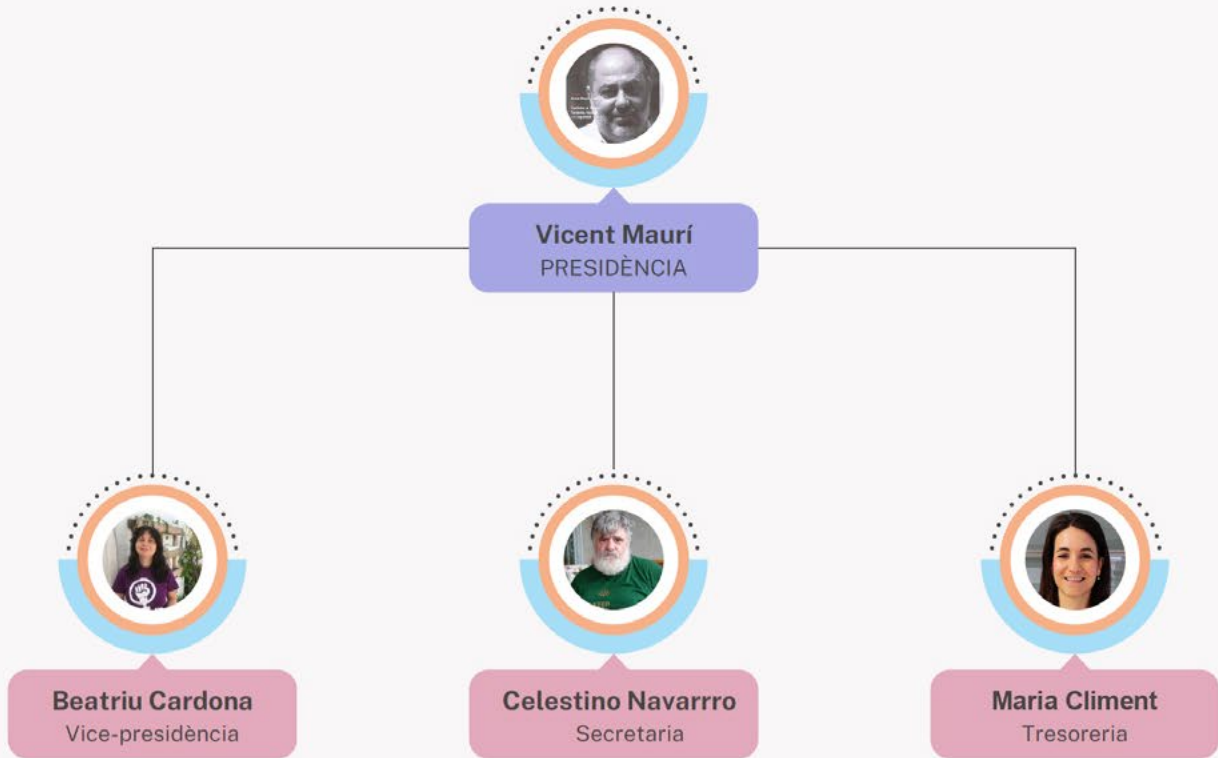 Vicent Maurí
PRESIDÈNCIA
Beatriu Cardona
Vice-presidència
Celestino Navarrro
Secretaria
Maria Climent
Tresoreria